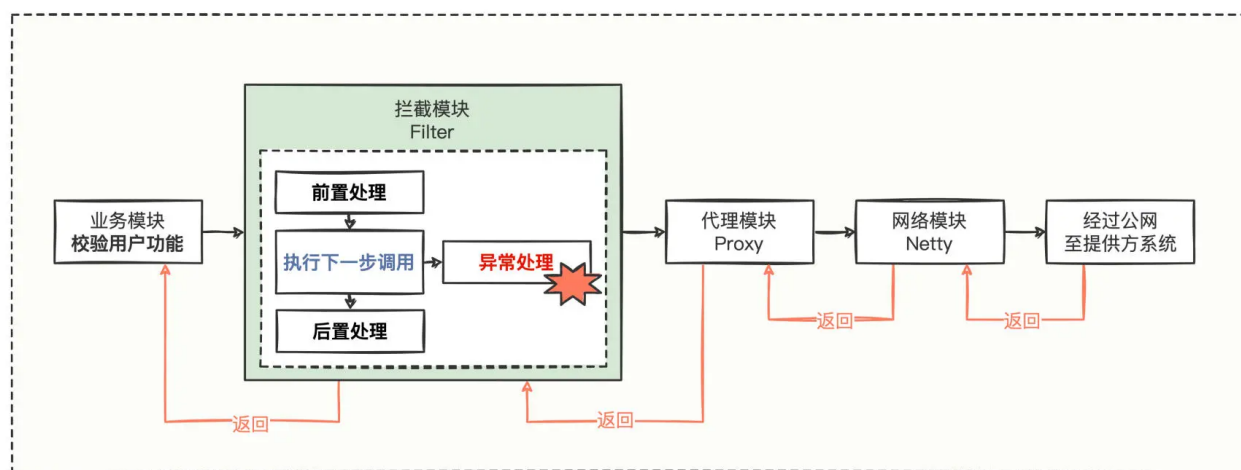 拦截模块
Filter
前置处理
业务模块
校验用户功能
执行下一步调用
异常处理
后置处理
代理模块
Proxy
网络模块
Netty
经过公网
至提供方系统
返回
返回
返回
返回